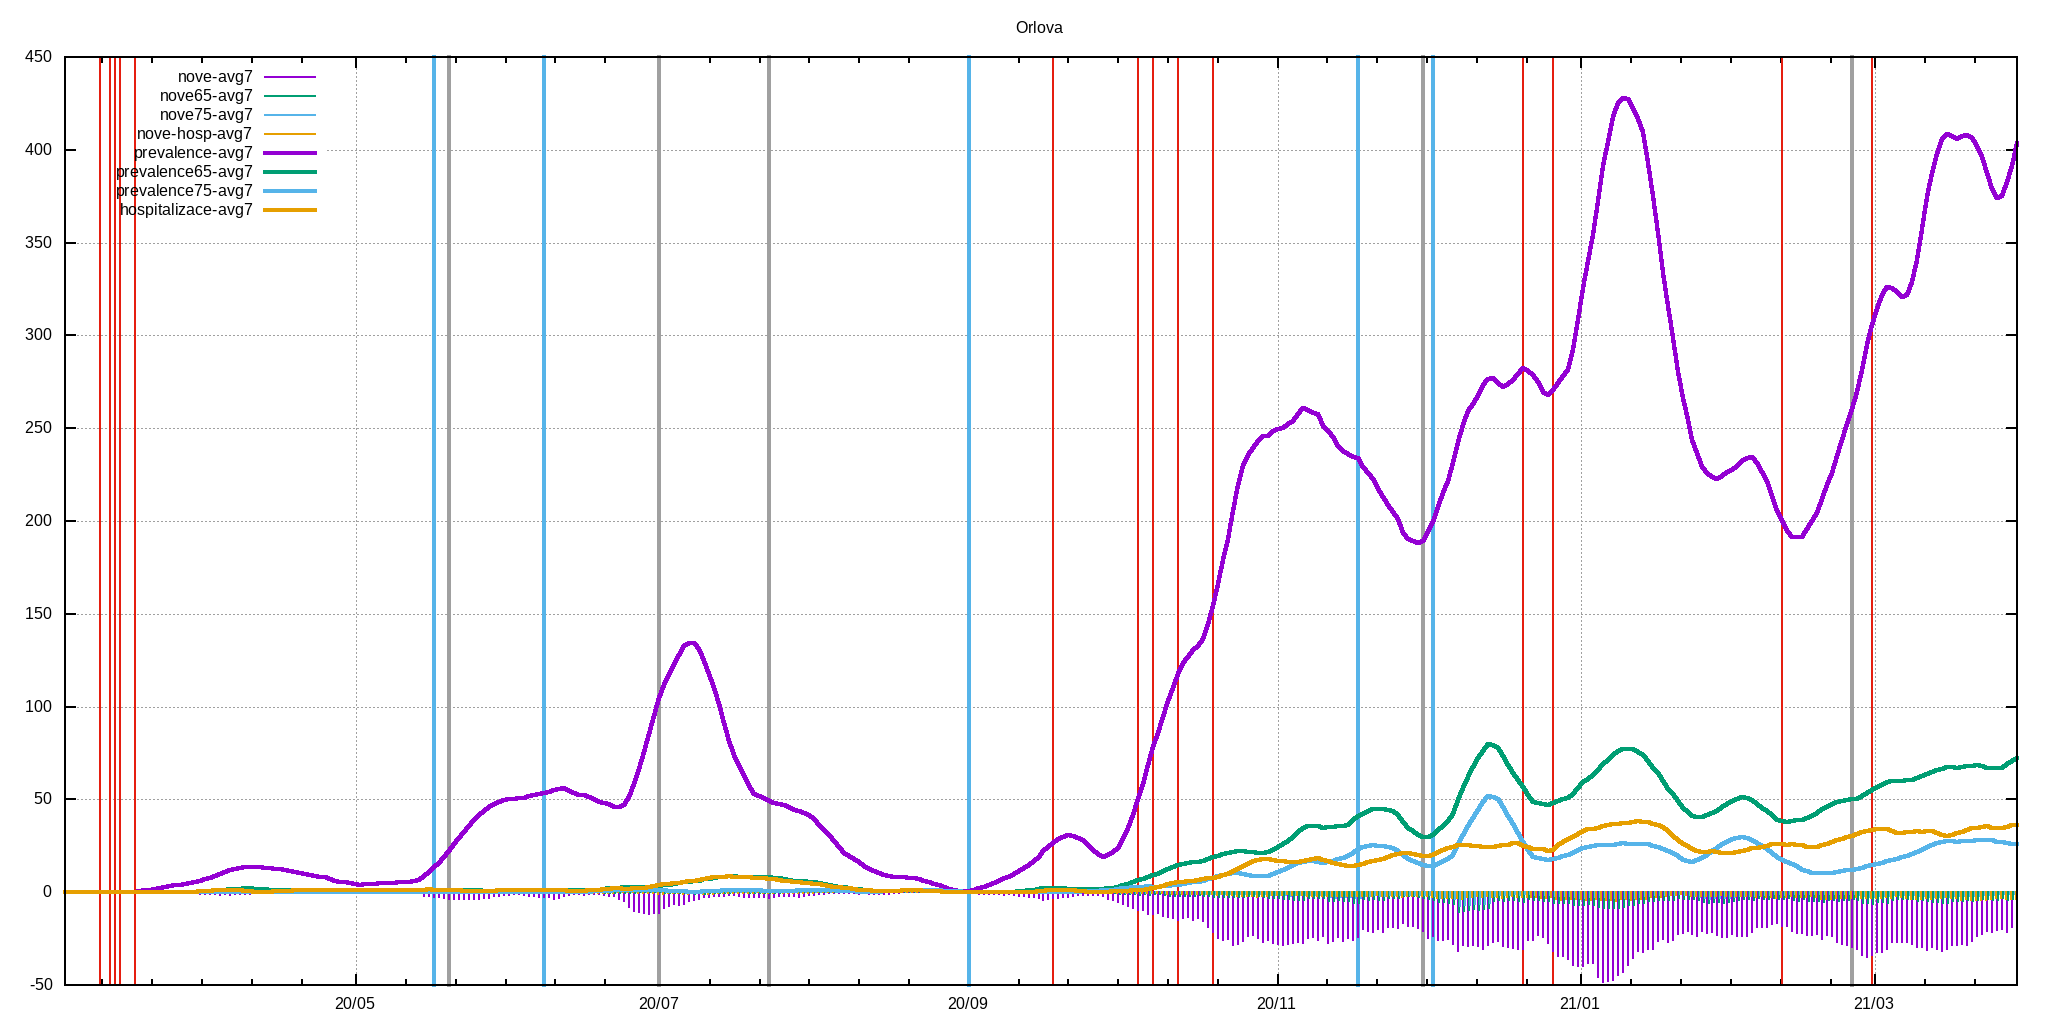 Orlova
450
400
350
300
250
200
150
100
50
0
-50
nove-avg7
nove65-avg7
nove75-avg7
nove-hosp-avg7
prevalence-avg7
prevalence65-avg7
prevalence75-avg7
hospitalizace-avg7
20/05
20/07
20/09
20/11
21/01
21/03